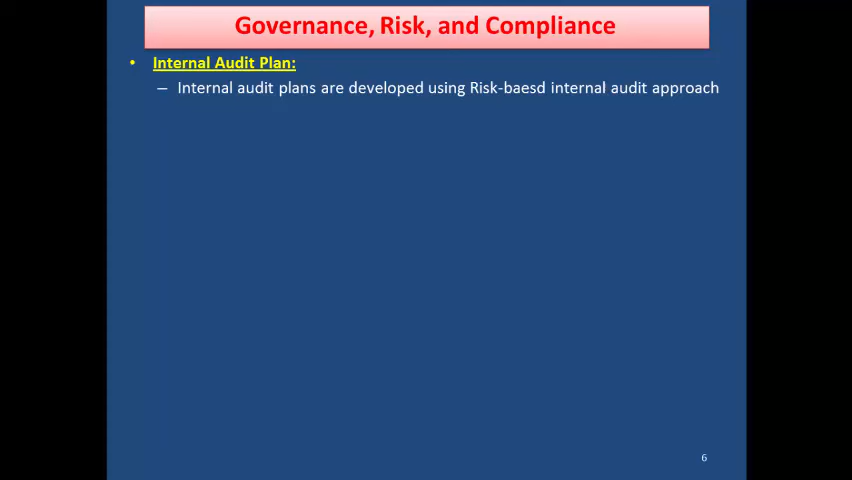 Governance, Risk, and Compliance
• Internal Audit Plan:
– Internal audit plans are developed using Risk-baesd internal audit approach
6